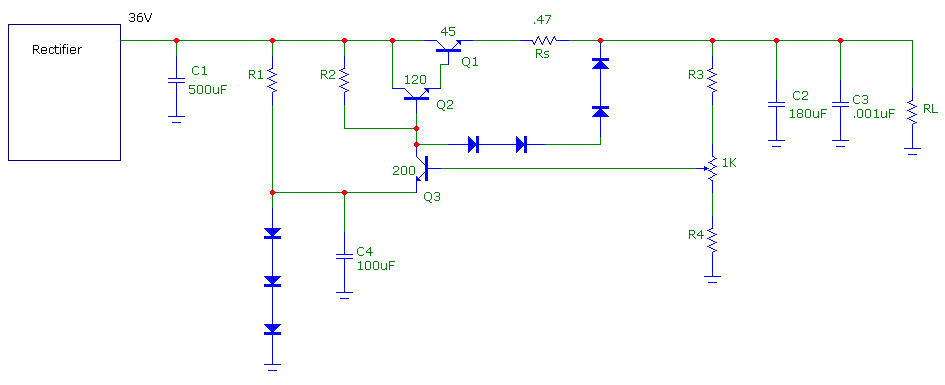 36V
Rectifier
C1
500uF
R1
R2
45
Q1
.47
Rs
120
Q2
200
Q3
R3
1K
R4
C2
180uF
C3
.001uF
RL
C4
100uF